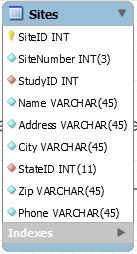 Sites
SiteID INT
SiteNumber INT(3)
StudyID INT
Name VARCHAR(45)
Address VARCHAR(45)
City VARCHAR(45)
StateID INT(11)
Zip VARCHAR(45)
Phone VARCHAR(45)
Indexes